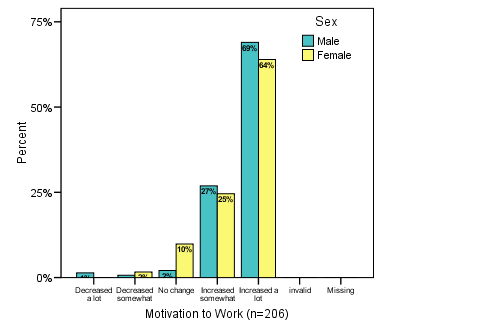 Sex
Male
Female
75%
50%
25%
0%
Percent
69%
64%
27%
25%
10%
2%
Decreased a lot
Decreased somewhat
No change
Increased somewhat
Increased a lot
invalid
Missing
Motivation to Work (n=206)